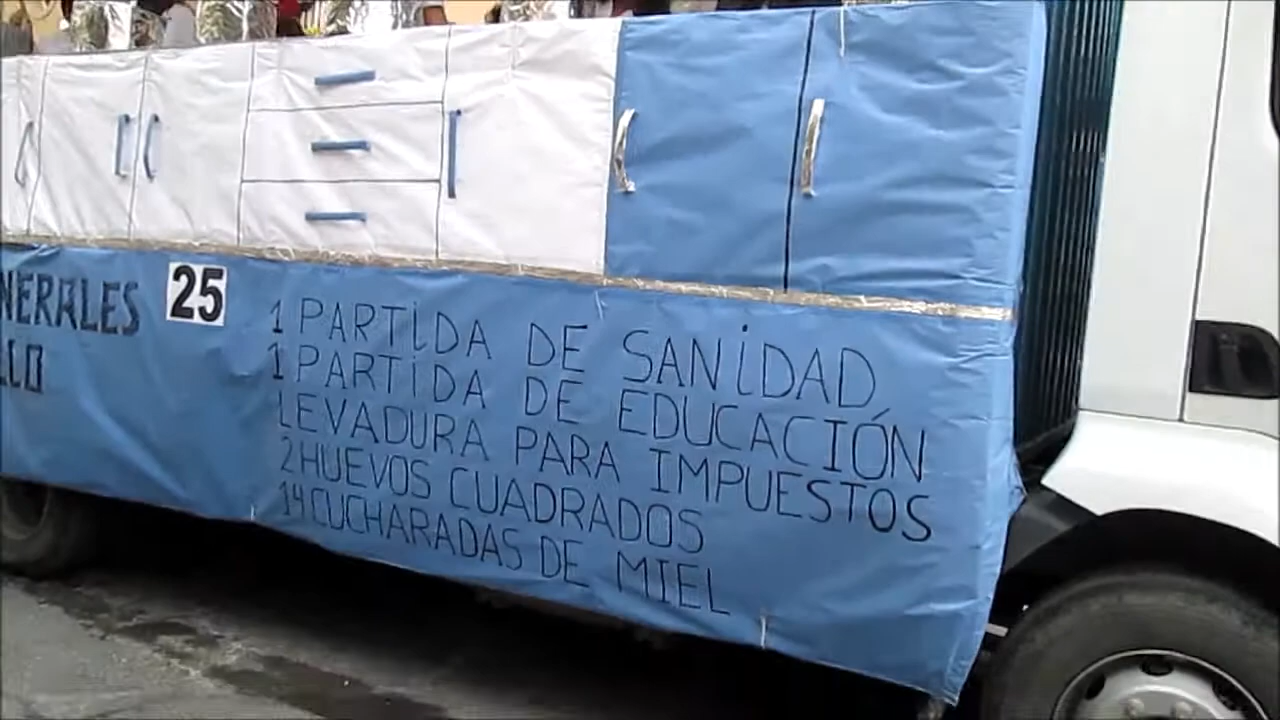 NERALES
LLO
25
1 PARTIDA DE SANIDAD
1 PARTIDA DE EDUCACIÓN
LEVADURA PARA IMPUESTOS
2 HUEVOS CUADRADOS
14 CUCHARADAS DE MIEL